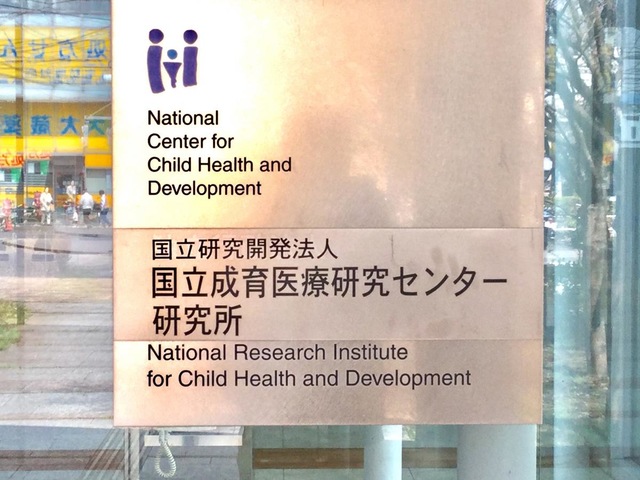 National
Center for
Child Health and
Development
国立研究開発法人
国立成育医療研究センター
研究所
National Research Institute
for Child Health and Development